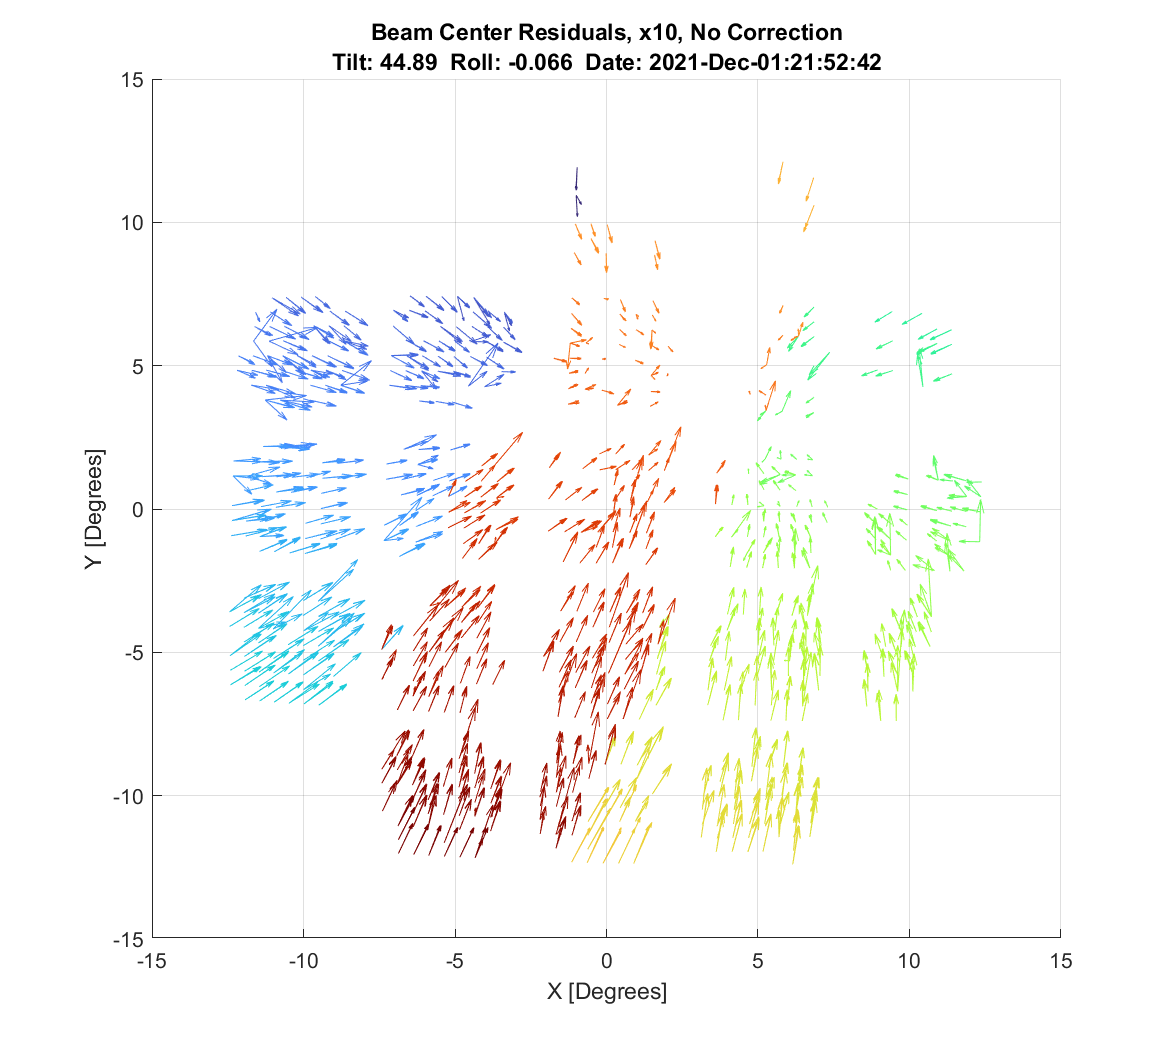 Beam Center Residuals, x10, No Correction
Tilt: 44.89 Roll: -0.066 Date: 2021-Dec-01:21:52:42
15
10
5
0
-5
-10
-15
Y [Degrees]
-15 -10 -5 0 5 10 15
X [Degrees]